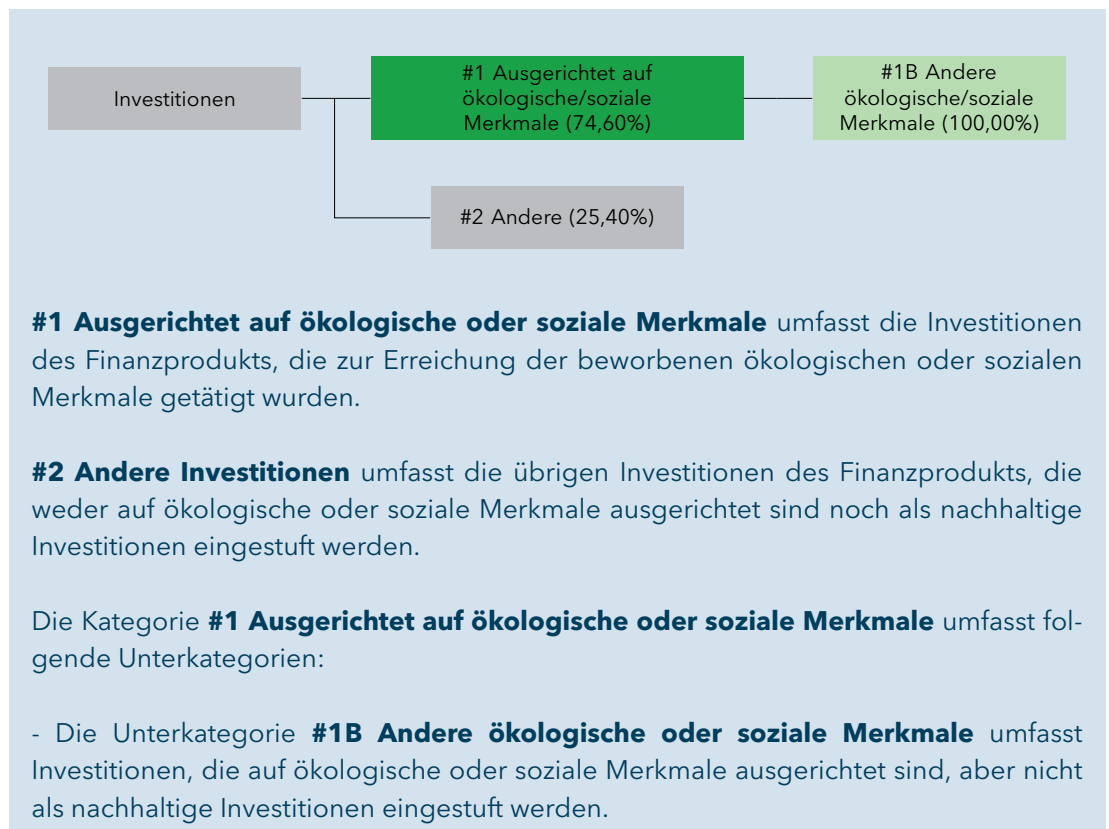 Investitionen
#1 Ausgerichtet auf
ökologische/soziale
Merkmale (74,60%)
#1B Andere
ökologische/soziale
Merkmale (100,00%)
#2 Andere (25,40%)
#1 Ausgerichtet auf ökologische oder soziale Merkmale umfasst die Investitionen
des Finanzprodukts, die zur Erreichung der beworbenen ökologischen oder sozialen
Merkmale getätigt wurden.
#2 Andere Investitionen umfasst die übrigen Investitionen des Finanzprodukts, die
weder auf ökologische oder soziale Merkmale ausgerichtet sind noch als nachhaltige
Investitionen eingestuft werden.
Die Kategorie #1 Ausgerichtet auf ökologische oder soziale Merkmale umfasst fol-
gende Unterkategorien:
- Die Unterkategorie #1B Andere ökologische oder soziale Merkmale umfasst
Investitionen, die auf ökologische oder soziale Merkmale ausgerichtet sind, aber nicht
als nachhaltige Investitionen eingestuft werden.